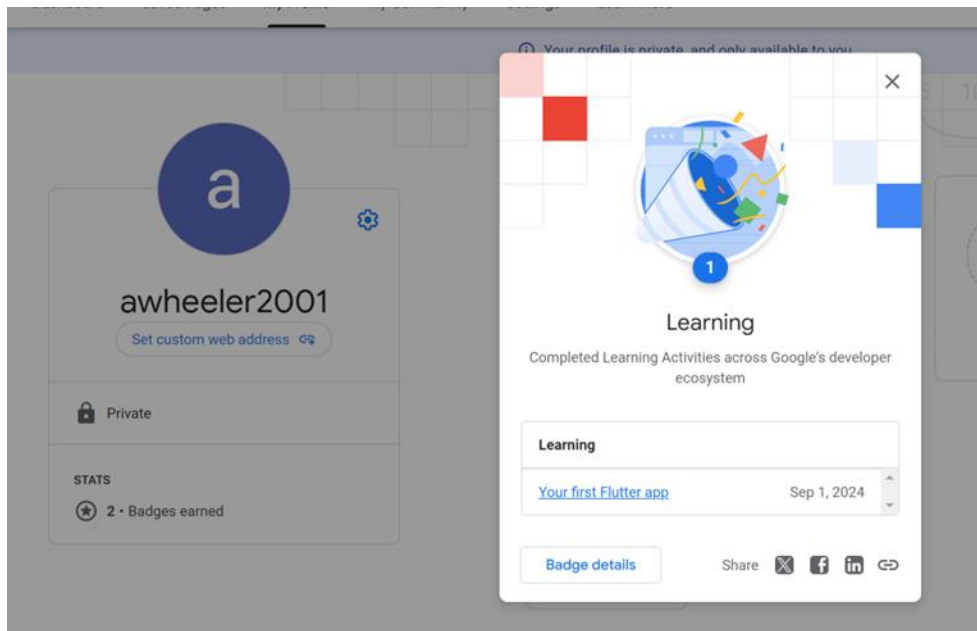 My Profile
Your profile is private, and only available to you
a
awheeler2001
Set custom web address
Private
STATS
2 • Badges earned
1
Learning
Completed Learning Activities across Google's developer
ecosystem
Learning
Your first Flutter app Sep 1, 2024
Badge details Share